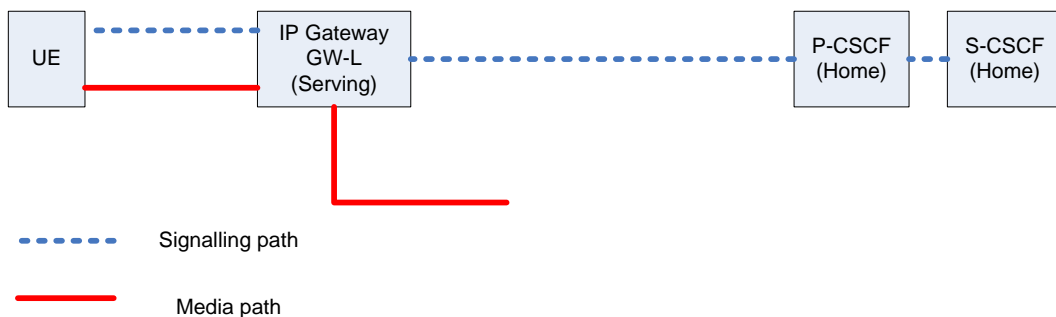 UE
IP Gateway
GW-L
(Serving)
P-CSCF
(Home)
S-CSCF
(Home)
Signalling path
Media path